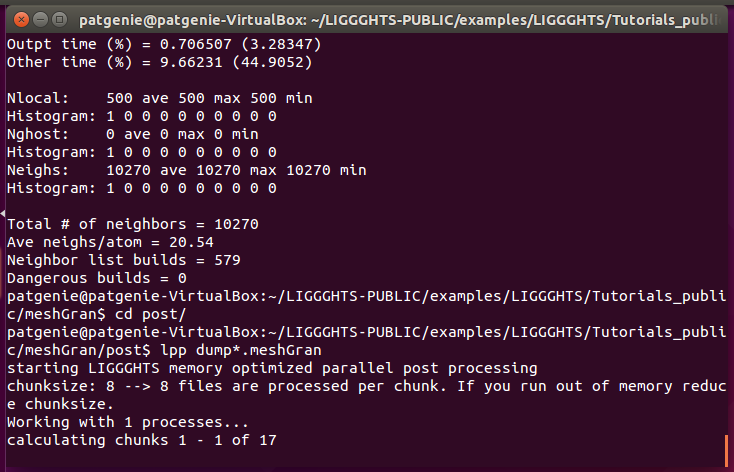 patgenie@patgenie-VirtualBox: ~/LIGGGHTS-PUBLIC/examples/LIGGGHTS/Tutorials_publi
Outpt time (%) = 0.706507 (3.28347)
Other time (%) = 9.66231 (44.9052)
Nlocal:    500 ave 500 max 500 min
Histogram: 1 0 0 0 0 0 0 0 0 0
Nghost:    0 ave 0 max 0 min
Histogram: 1 0 0 0 0 0 0 0 0 0
Neighs:    10270 ave 10270 max 10270 min
Histogram: 1 0 0 0 0 0 0 0 0 0
Total # of neighbors = 10270
Ave neighs/atom = 20.54
Neighbor list builds = 579
Dangerous builds = 0
patgenie@patgenie-VirtualBox:~/LIGGGHTS-PUBLIC/examples/LIGGGHTS/Tutorials_publi
c/meshGran$ cd post/
patgenie@patgenie-VirtualBox:~/LIGGGHTS-PUBLIC/examples/LIGGGHTS/Tutorials_publi
c/meshGran/post$ lpp dump*.meshGran
starting LIGGGHTS memory optimized parallel post processing
chunksize: 8 --> 8 files are processed per chunk. If you run out of memory reduc
e chunksize.
Working with 1 processes...
calculating chunks 1 - 1 of 17